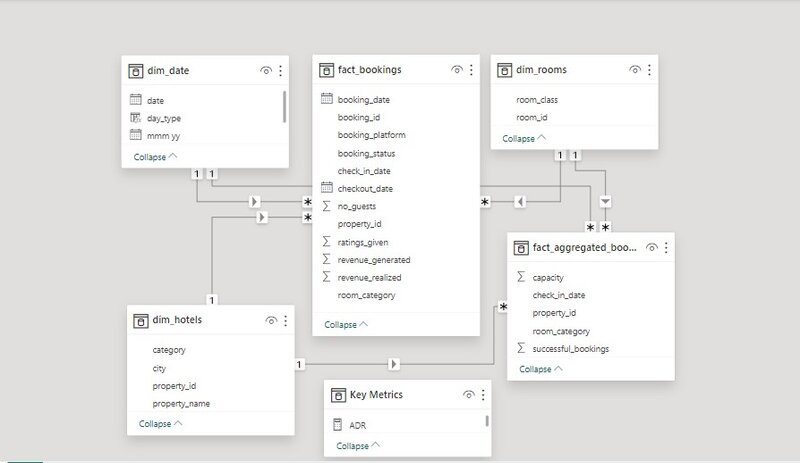 dim_date
date
day_type
mmm yy
Collapse
fact_bookings
booking_date
booking_id
booking_platform
booking_status
check_in_date
checkout_date
no_guests
property_id
ratings_given
revenue_generated
revenue_realized
room_category
Collapse
dim_rooms
room_class
room_id
Collapse
1 1
1 1
*
*
*
* *
1
dim_hotels
category
city
property_id
property_name
Collapse
fact_aggregated_boo...
capacity
check_in_date
property_id
room_category
successful_bookings
Collapse
*
1
Key Metrics
ADR
Collapse